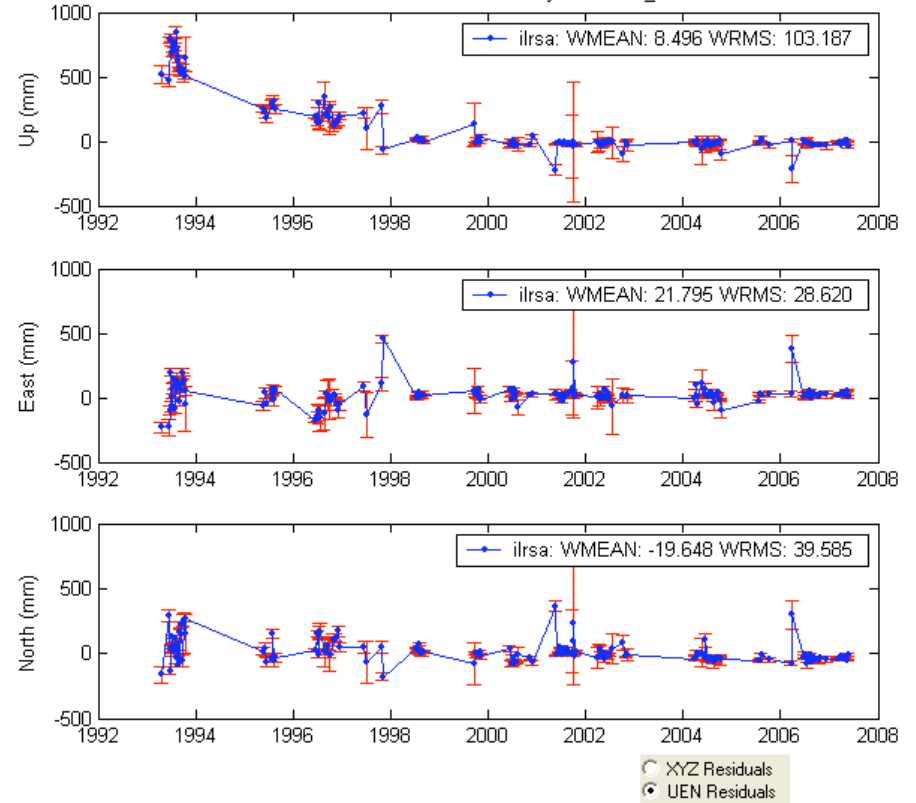 1000
500
0
-500
Up (mm)
ilrsa: WMEAN: 8.496 WRMS: 103.187
1992 1994 1996 1998 2000 2002 2004 2006 2008
1000
500
0
-500
East (mm)
ilrsa: WMEAN: 21.795 WRMS: 28.620
1992 1994 1996 1998 2000 2002 2004 2006 2008
1000
500
0
-500
North (mm)
ilrsa: WMEAN: -19.648 WRMS: 39.585
1992 1994 1996 1998 2000 2002 2004 2006 2008
XYZ Residuals
UEN Residuals